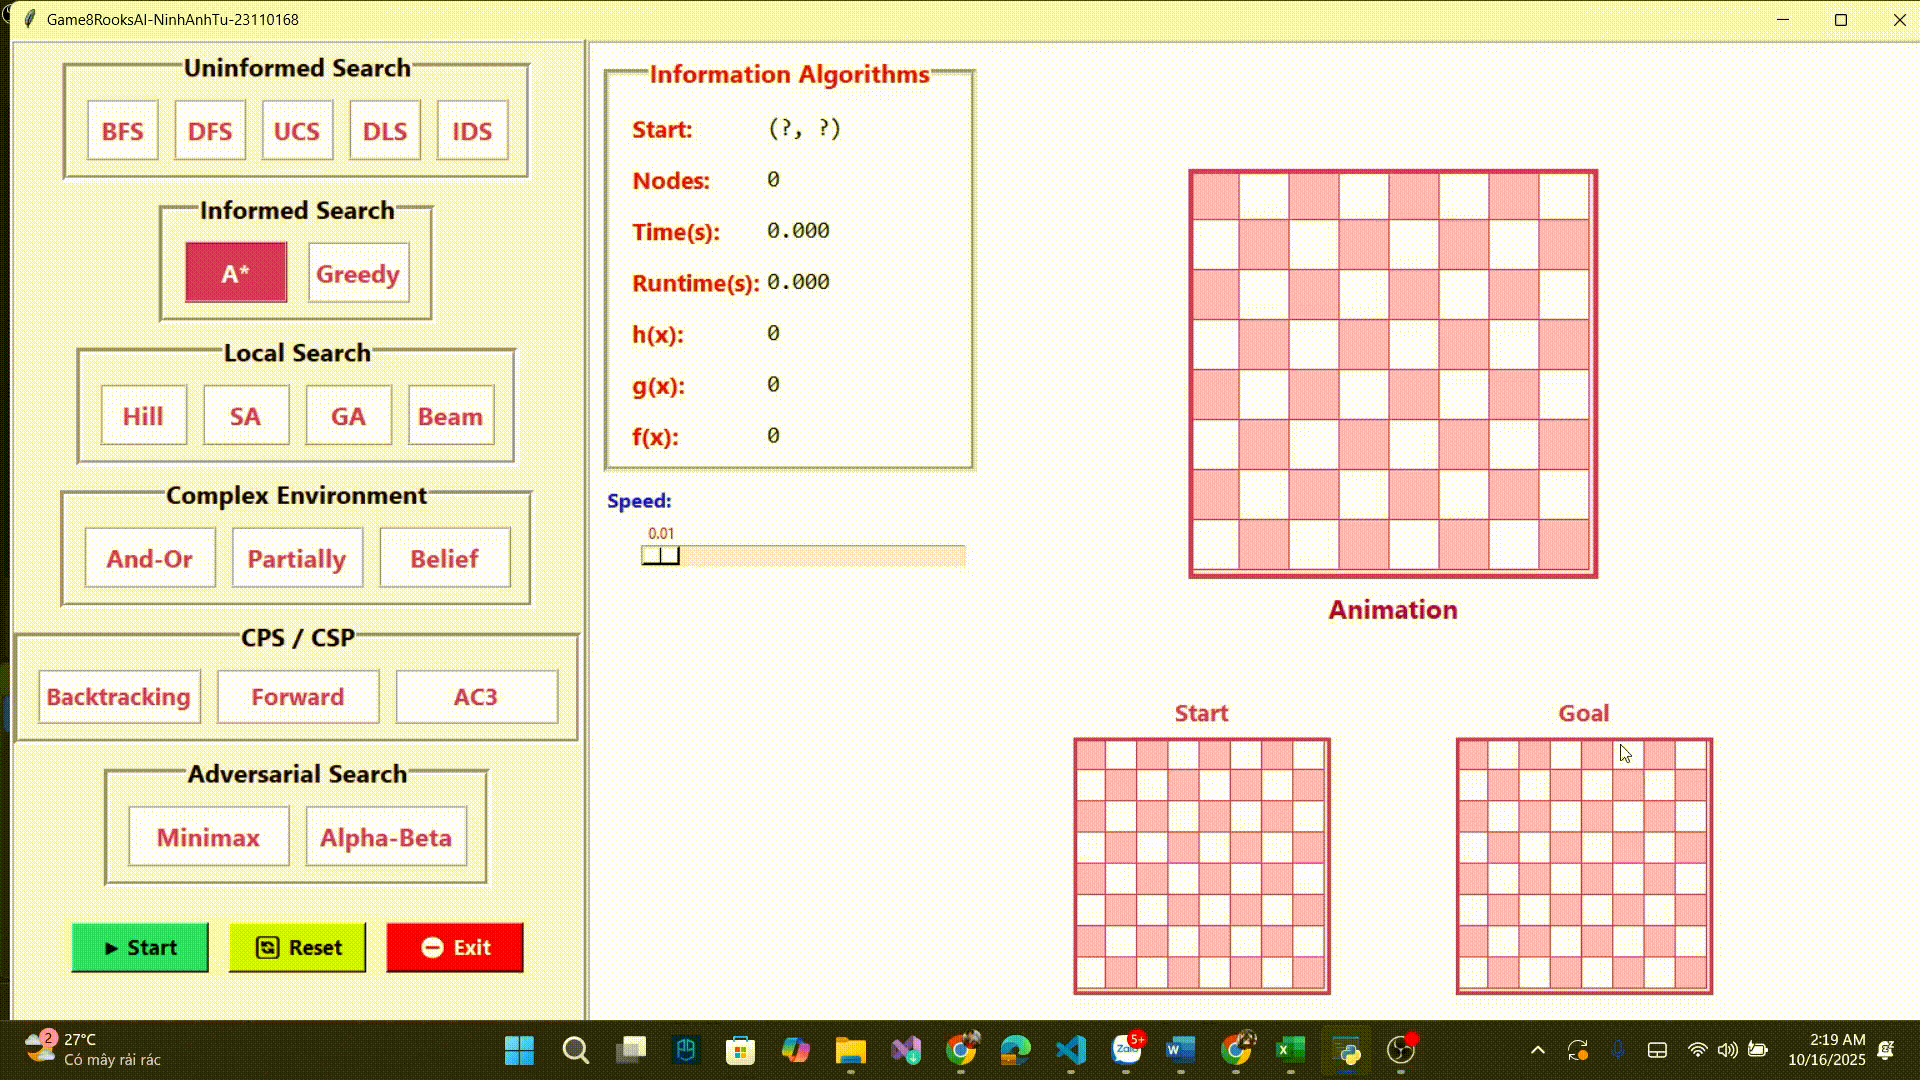 Game8RooksAI-NinhAnhTu-23110168
Uninformed Search
BFS DFS UCS DLS IDS
Informed Search
A* Greedy
Local Search
Hill SA GA Beam
Complex Environment
And-Or Partially Belief
CPS / CSP
Backtracking Forward AC3
Adversarial Search
Minimax Alpha-Beta
Start Reset Exit
Information Algorithms
Start: (?, ?)
Nodes: 0
Time(s): 0.000
Runtime(s): 0.000
h(x): 0
g(x): 0
f(x): 0
Speed:
0.01
Animation
Start
Goal
2
27°C
Có mây rải rác
Zalo
5+
2:19 AM
10/16/2025